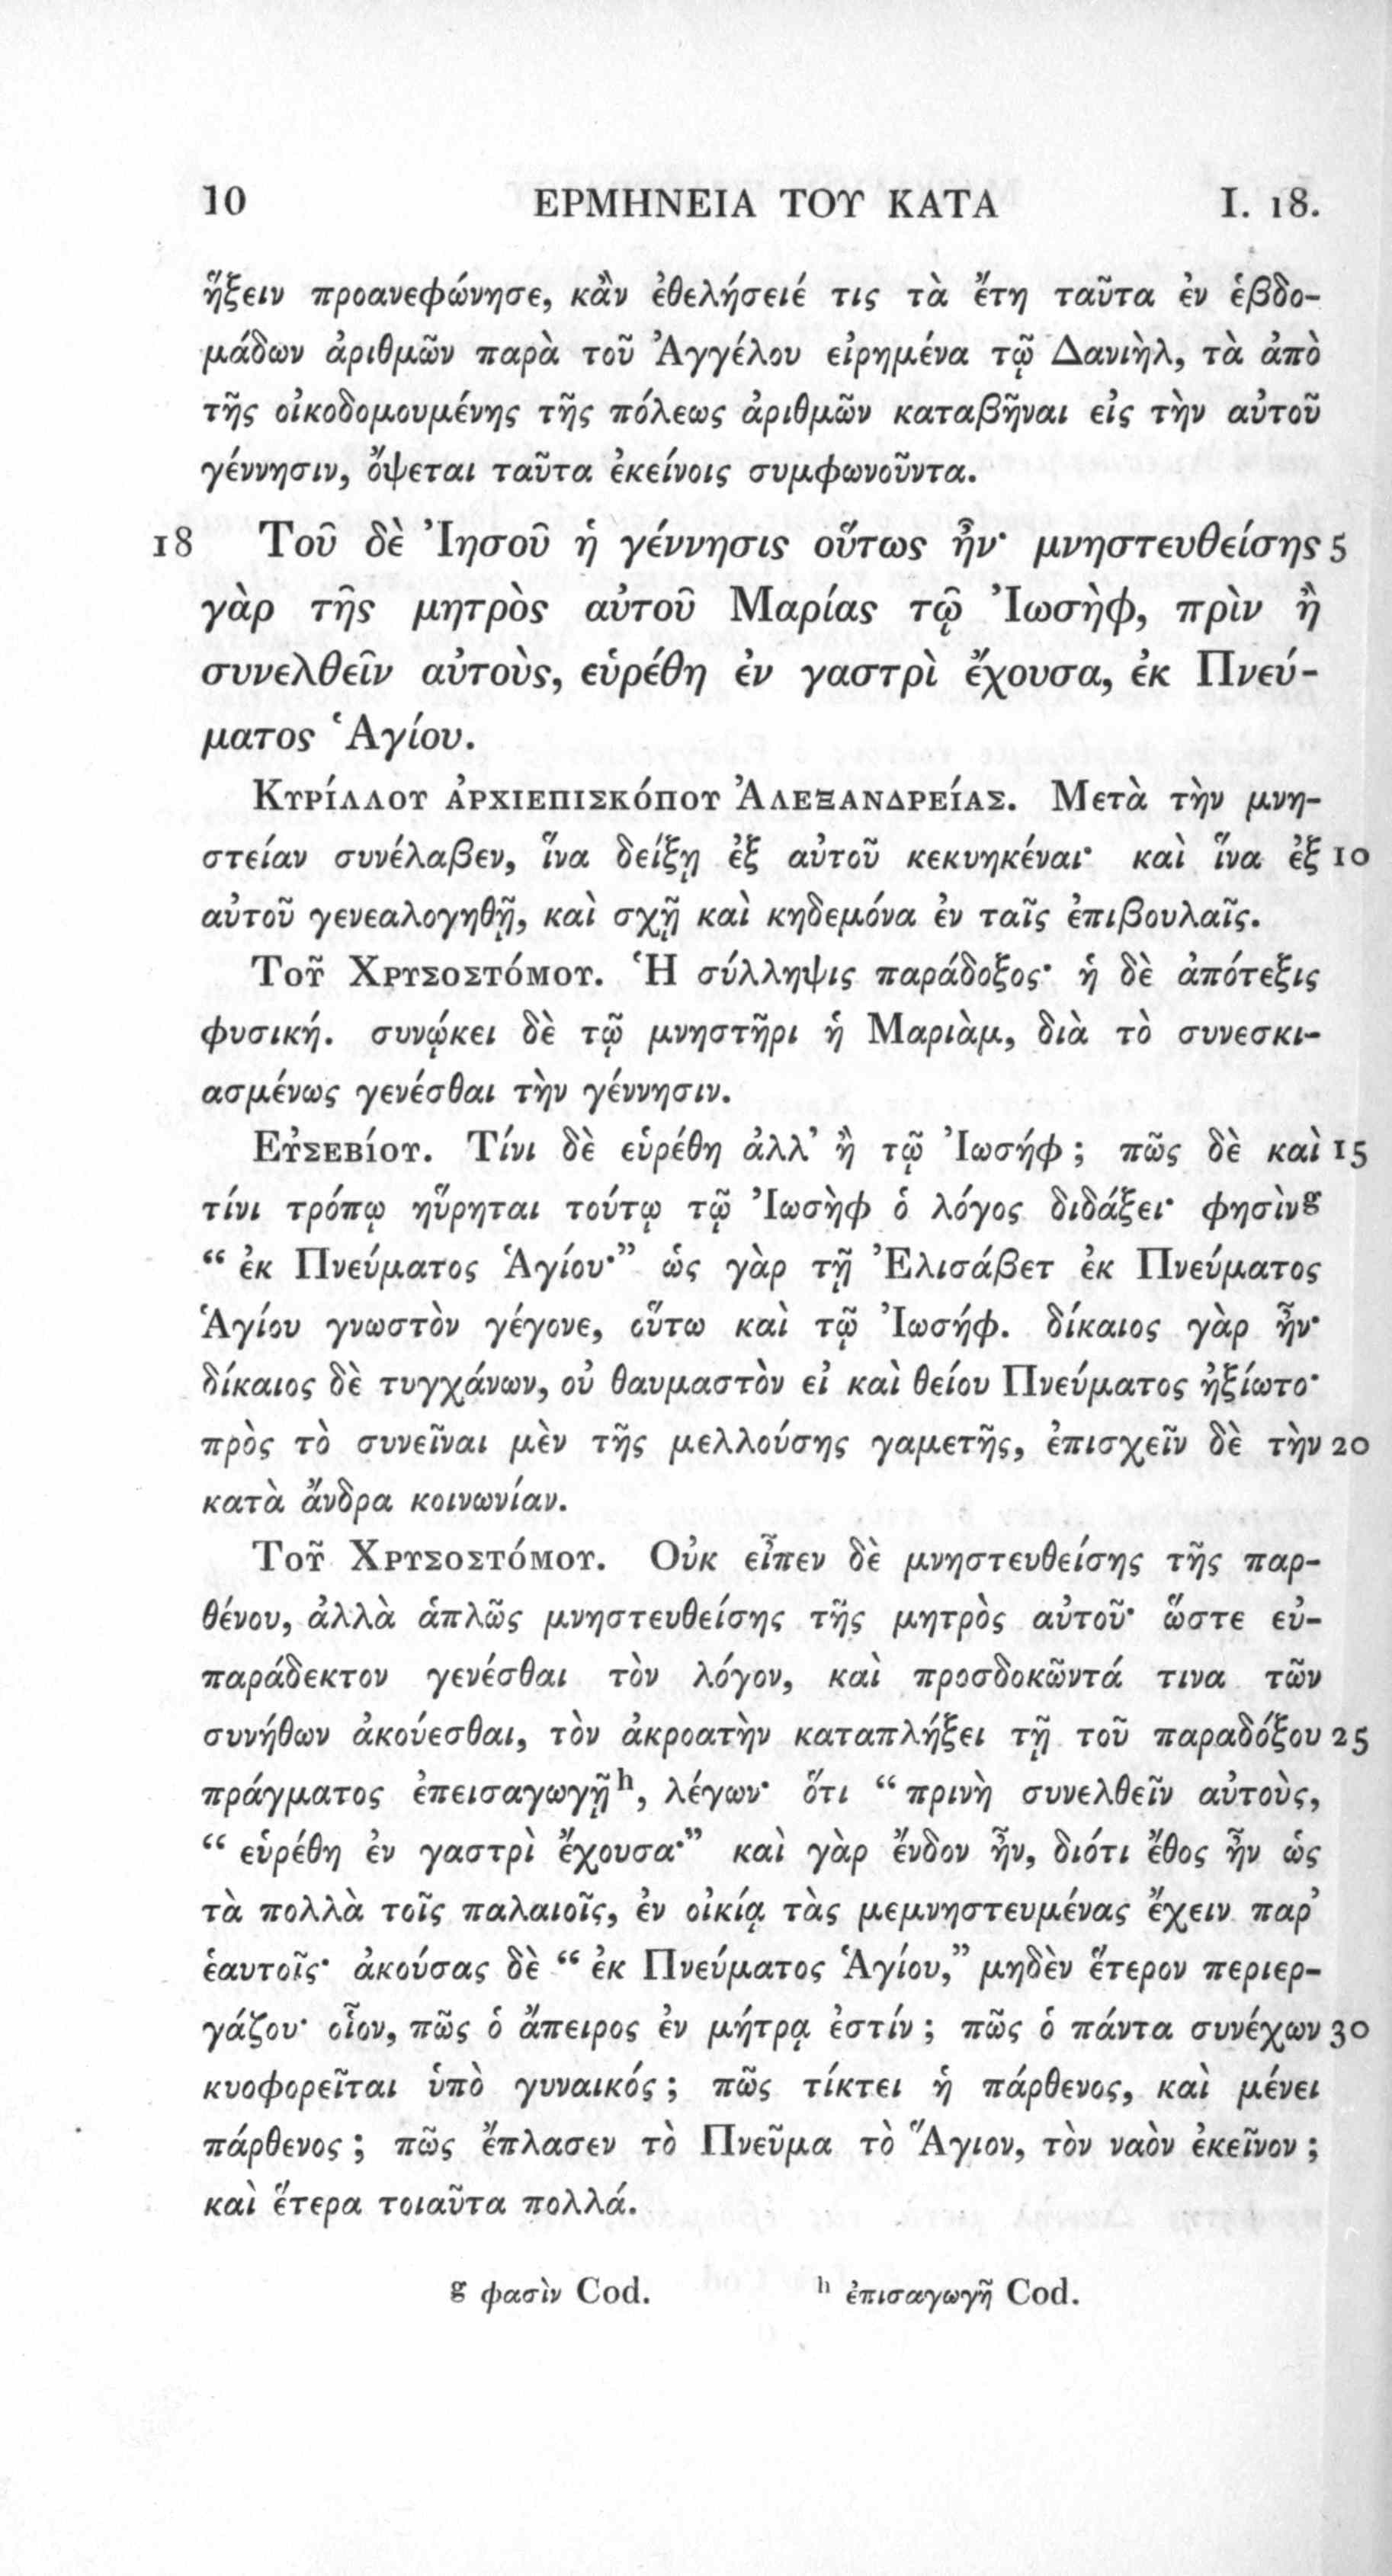 10 ΕΡΜΗΝΕΙΑ ΤΟΥ ΚΑΤΑ I. 18.
ἥξειν προανεφώνησε, κἂν ἐθελήσειέ τις τὰ ἔτη ταῦτα ἐν ἑβδο-
μάδων ἀριθμῶν παρὰ τοῦ Ἀγγέλου εἰρημένα τῷ Δανιὴλ, τὰ ἀπὸ
τῆς οἰκοδομουμένης τῆς πόλεως ἀριθμῶν καταβῆναι εἰς τὴν αὐτοῦ
γέννησιν, ὄψεται ταῦτα ἐκείνοις συμφωνοῦντα.
18 Τοῦ δὲ Ἰησοῦ ἡ γέννησις οὕτως ἦν· μνηστευθείσης 5
γὰρ τῆς μητρὸς αὐτοῦ Μαρίας τῷ Ἰωσὴφ, πρὶν ἢ
συνελθεῖν αὐτοὺς, εὑρέθη ἐν γαστρὶ ἔχουσα, ἐκ Πνεύ-
ματος Ἁγίου.
Κυρίλλου ἀρχιεπισκόπου Ἀλεξανδρείας. Μετὰ τὴν μνη-
στείαν συνέλαβεν, ἵνα δείξῃ ἐξ αὐτοῦ κεκυηκέναι· καὶ ἵνα ἐξ 10
αὐτοῦ γενεαλογηθῇ, καὶ σχῇ καὶ κηδεμόνα ἐν ταῖς ἐπιβουλαῖς.
Τοῦ Χρυσοστόμου. Ἡ σύλληψις παράδοξος· ἡ δὲ ἀπότεξις
φυσική. συνῴκει δὲ τῷ μνηστῆρι ἡ Μαριὰμ, διὰ τὸ συνεσκι-
ασμένως γενέσθαι τὴν γέννησιν.
Εὐσεβίου. Τίνι δὲ εὑρέθη ἀλλ’ ἢ τῷ Ἰωσήφ; πῶς δὲ καὶ 15
τίνι τρόπῳ ηὕρηται τούτῳ τῷ Ἰωσὴφ ὁ λόγος διδάξει· φησὶν g
“ ἐκ Πνεύματος Ἁγίου·” ὡς γὰρ τῇ Ἐλισάβετ ἐκ Πνεύματος
Ἁγίου γνωστὸν γέγονε, οὕτω καὶ τῷ Ἰωσήφ. δίκαιος γὰρ ἦν·
δίκαιος δὲ τυγχάνων, οὐ θαυμαστὸν εἰ καὶ θείου Πνεύματος ἠξίωτο·
πρὸς τὸ συνεῖναι μὲν τῆς μελλούσης γαμετῆς, ἐπισχεῖν δὲ τὴν 20
κατὰ ἄνδρα κοινωνίαν.
Τοῦ Χρυσοστόμου. Οὐκ εἶπεν δὲ μνηστευθείσης τῆς παρ-
θένου, ἀλλὰ ἁπλῶς μνηστευθείσης τῆς μητρὸς αὐτοῦ· ὥστε εὐ-
παράδεκτον γενέσθαι τὸν λόγον, καὶ προσδοκῶντά τινα τῶν
συνήθων ἀκούεσθαι, τὸν ἀκροατὴν καταπλήξει τῇ τοῦ παραδόξου 25
πράγματος ἐπεισαγωγῇ h, λέγων· ὅτι “ πρινὴ συνελθεῖν αὐτοὺς,
“ εὑρέθη ἐν γαστρὶ ἔχουσα·” καὶ γὰρ ἔνδον ἦν, διότι ἔθος ἦν ὡς
τὰ πολλὰ τοῖς παλαιοῖς, ἐν οἰκίᾳ τὰς μεμνηστευμένας ἔχειν παρ’
ἑαυτοῖς· ἀκούσας δὲ “ ἐκ Πνεύματος Ἁγίου,” μηδὲν ἕτερον περιερ-
γάζου· οἷον, πῶς ὁ ἄπειρος ἐν μήτρᾳ ἐστίν; πῶς ὁ πάντα συνέχων 30
κυοφορεῖται ὑπὸ γυναικός; πῶς τίκτει ἡ πάρθενος, καὶ μένει
πάρθενος; πῶς ἔπλασεν τὸ Πνεῦμα τὸ Ἅγιον, τὸν ναὸν ἐκεῖνον;
καὶ ἕτερα τοιαῦτα πολλά.
g φασὶν Cod. h ἐπισαγωγῇ Cod.